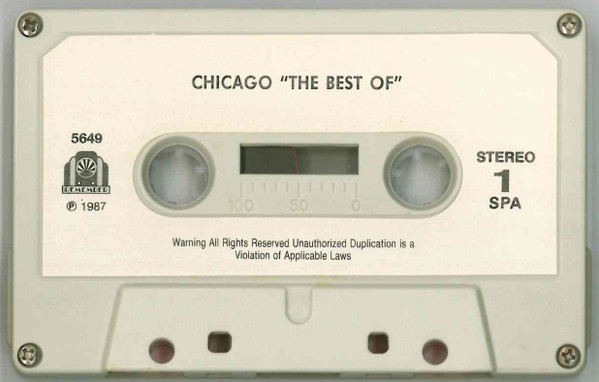 CHICAGO "THE BEST OF"
5649
REMEMBER
℗ 1987
STEREO
1
SPA
100 50 0
Warning All Rights Reserved Unauthorized Duplication is a
Violation of Applicable Laws